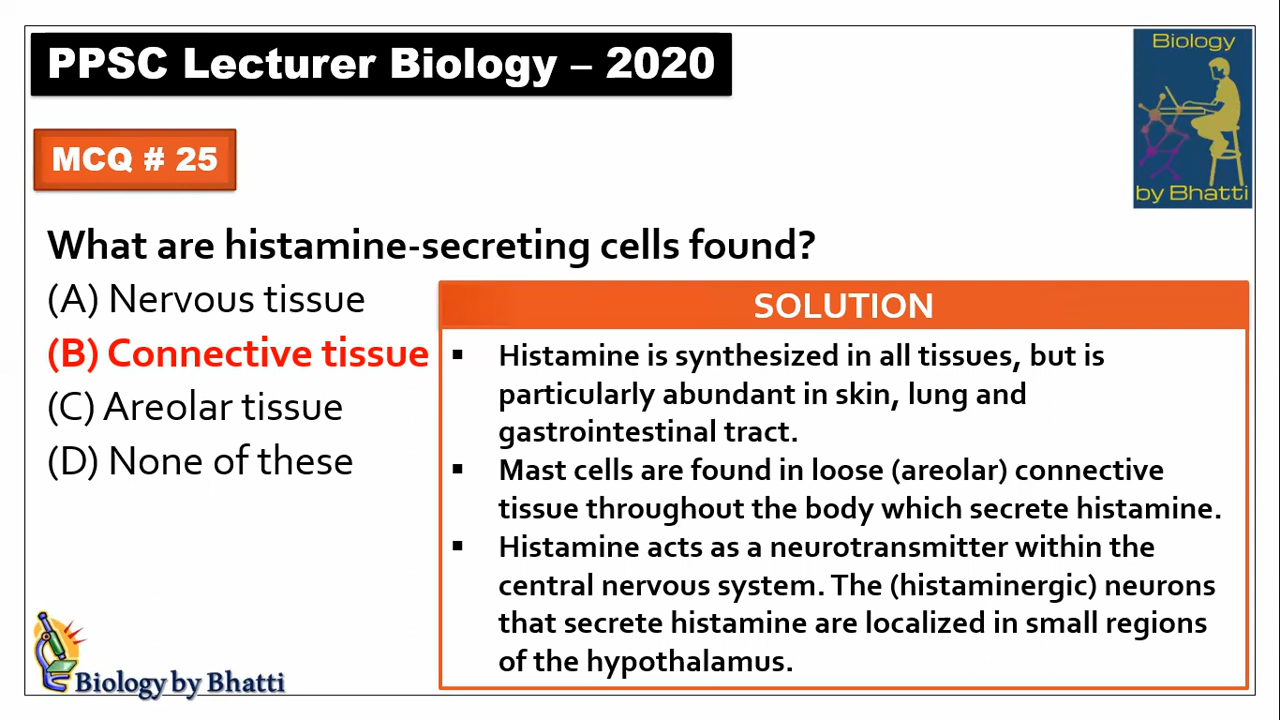 PPSC Lecturer Biology – 2020
Biology
by Bhatti
MCQ # 25
What are histamine-secreting cells found?
(A) Nervous tissue
(B) Connective tissue
(C) Areolar tissue
(D) None of these
SOLUTION
▪ Histamine is synthesized in all tissues, but is
particularly abundant in skin, lung and
gastrointestinal tract.
▪ Mast cells are found in loose (areolar) connective
tissue throughout the body which secrete histamine.
▪ Histamine acts as a neurotransmitter within the
central nervous system. The (histaminergic) neurons
that secrete histamine are localized in small regions
of the hypothalamus.
Biology by Bhatti